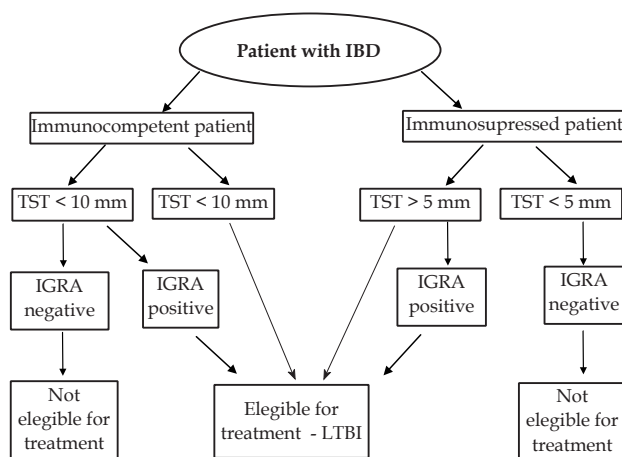 Patient with IBD
Immunocompetent patient
Immunosupressed patient
TST < 10 mm
TST < 10 mm
TST > 5 mm
TST < 5 mm
IGRA
negative
IGRA
positive
IGRA
positive
IGRA
negative
Not
elegible for
treatment
Elegible for
treatment - LTBI
Not
elegible for
treatment